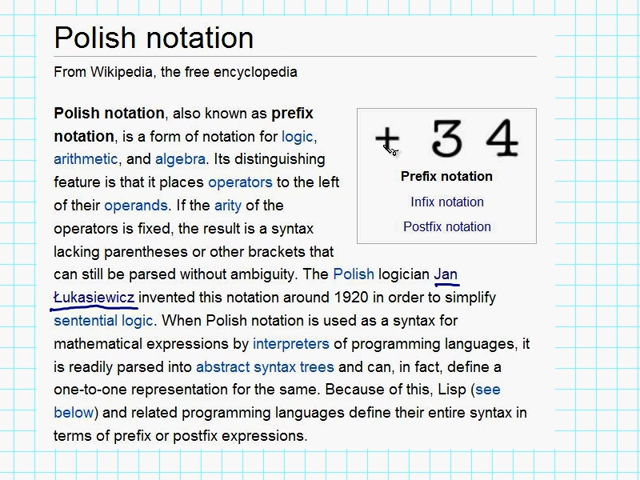 Polish notation
From Wikipedia, the free encyclopedia
Polish notation, also known as prefix
notation, is a form of notation for logic,
arithmetic, and algebra. Its distinguishing
feature is that it places operators to the left
of their operands. If the arity of the
operators is fixed, the result is a syntax
lacking parentheses or other brackets that
can still be parsed without ambiguity. The Polish logician Jan
Łukasiewicz invented this notation around 1920 in order to simplify
sentential logic. When Polish notation is used as a syntax for
mathematical expressions by interpreters of programming languages, it
is readily parsed into abstract syntax trees and can, in fact, define a
one-to-one representation for the same. Because of this, Lisp (see
below) and related programming languages define their entire syntax in
terms of prefix or postfix expressions.
+ 3 4
Prefix notation
Infix notation
Postfix notation